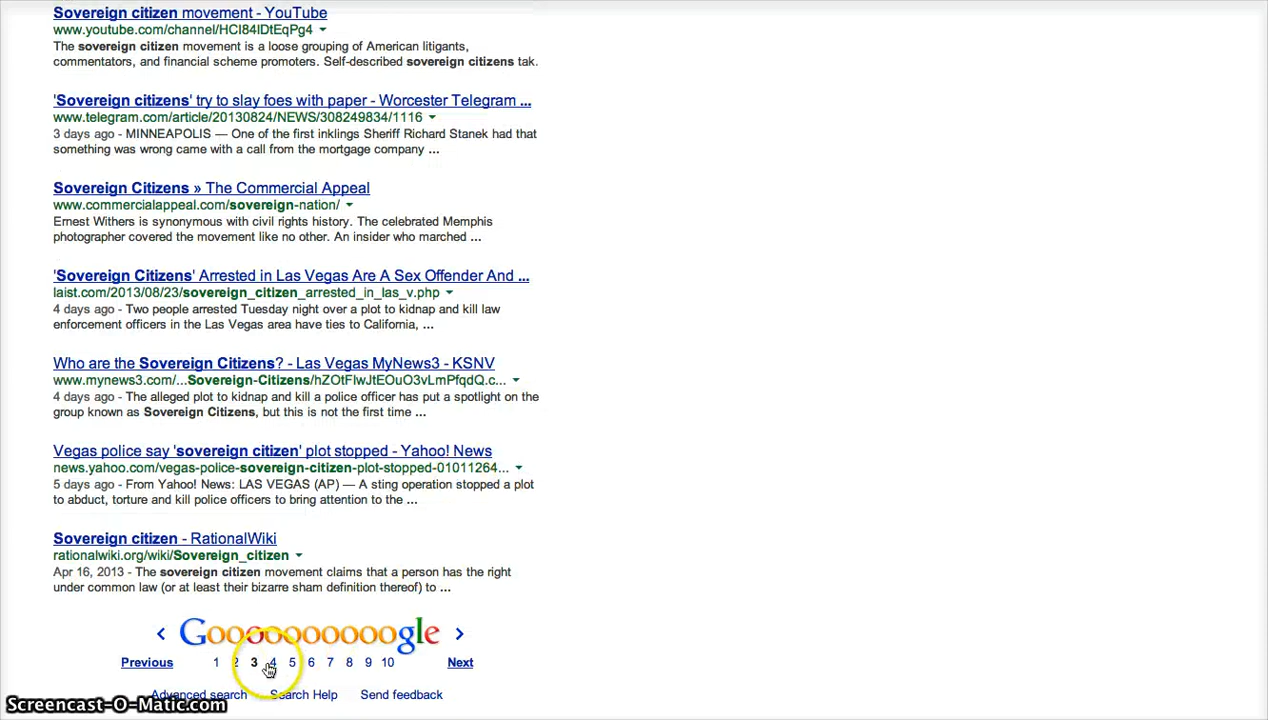 Sovereign citizen movement - YouTube
www.youtube.com/channel/HCI84lDtEqPg4
The sovereign citizen movement is a loose grouping of American litigants,
commentators, and financial scheme promoters. Self-described sovereign citizens tak.
'Sovereign citizens' try to slay foes with paper - Worcester Telegram ...
www.telegram.com/article/20130824/NEWS/308249834/1116
3 days ago - MINNEAPOLIS — One of the first inklings Sheriff Richard Stanek had that
something was wrong came with a call from the mortgage company ...
Sovereign Citizens » The Commercial Appeal
www.commercialappeal.com/sovereign-nation/
Ernest Withers is synonymous with civil rights history. The celebrated Memphis
photographer covered the movement like no other. An insider who marched ...
'Sovereign Citizens' Arrested in Las Vegas Are A Sex Offender And ...
laist.com/2013/08/23/sovereign_citizen_arrested_in_las_v.php
4 days ago - Two people arrested Tuesday night over a plot to kidnap and kill law
enforcement officers in the Las Vegas area have ties to California, ...
Who are the Sovereign Citizens? - Las Vegas MyNews3 - KSNV
www.mynews3.com/...Sovereign-Citizens/hZOtFlwJtEOuO3vLmPfqdQ.c...
4 days ago - The alleged plot to kidnap and kill a police officer has put a spotlight on the
group known as Sovereign Citizens, but this is not the first time ...
Vegas police say 'sovereign citizen' plot stopped - Yahoo! News
news.yahoo.com/vegas-police-sovereign-citizen-plot-stopped-01011264...
5 days ago - From Yahoo! News: LAS VEGAS (AP) — A sting operation stopped a plot
to abduct, torture and kill police officers to bring attention to the ...
Sovereign citizen - RationalWiki
rationalwiki.org/wiki/Sovereign_citizen
Apr 16, 2013 - The sovereign citizen movement claims that a person has the right
under common law (or at least their bizarre sham definition thereof) to ...
< Goooooooooogle >
Previous 1 2 3 4 5 6 7 8 9 10 Next
Advanced search Search Help Send feedback
Screencast-O-Matic.com